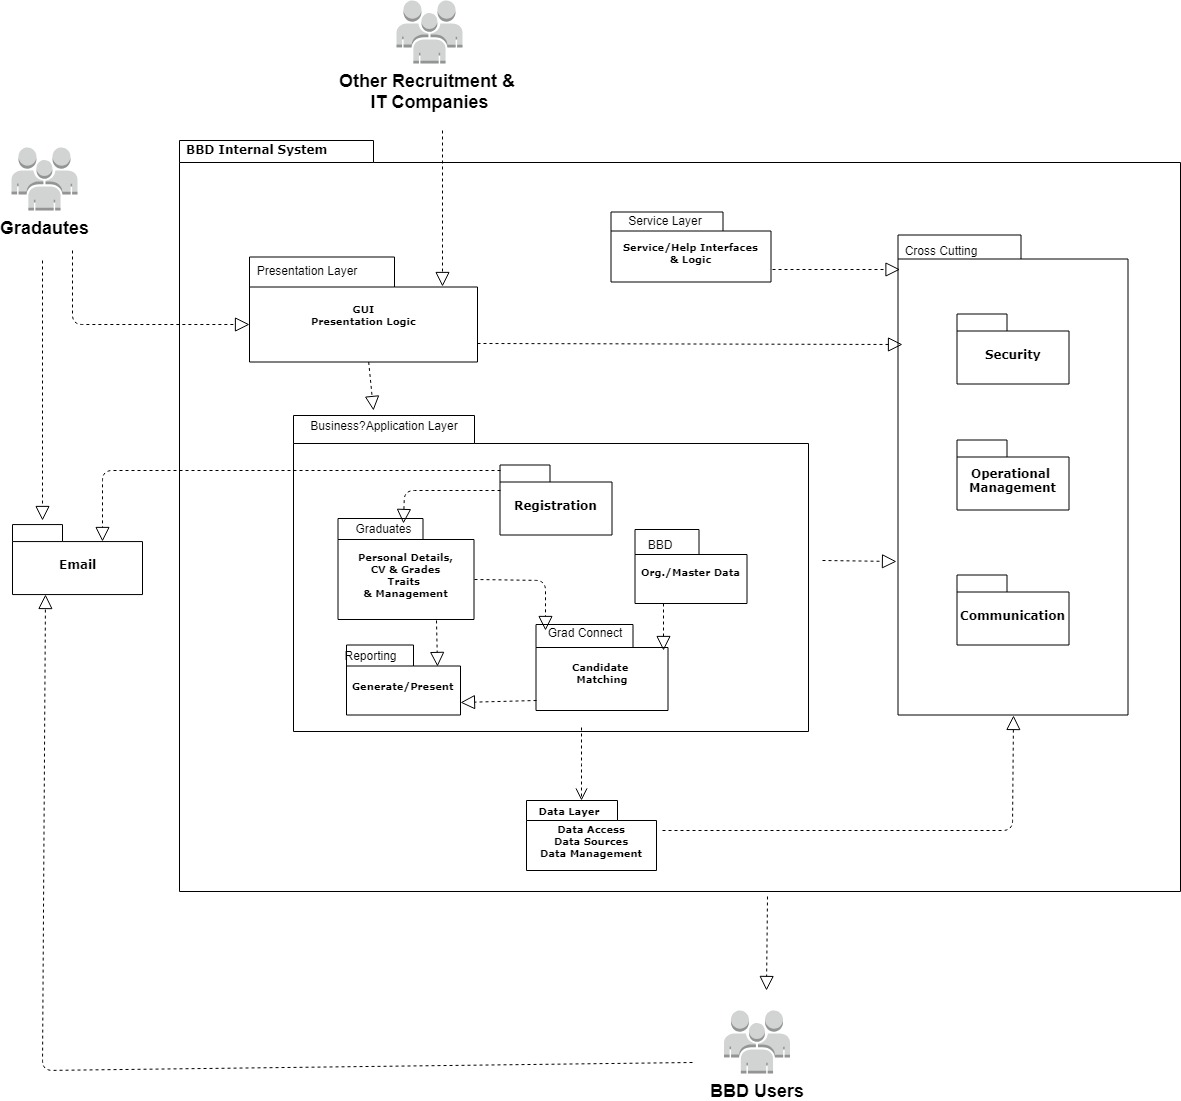 Other Recruitment &
IT Companies
BBD Internal System
Gradautes
Service Layer
Service/Help Interfaces
& Logic
Cross Cutting
Presentation Layer
GUI
Presentation Logic
Security
Business?Application Layer
Operational
Management
Registration
Graduates
Personal Details,
CV & Grades
Traits
& Management
BBD
Org./Master Data
Email
Communication
Grad Connect
Candidate
Matching
Reporting
Generate/Present
Data Layer
Data Access
Data Sources
Data Management
BBD Users